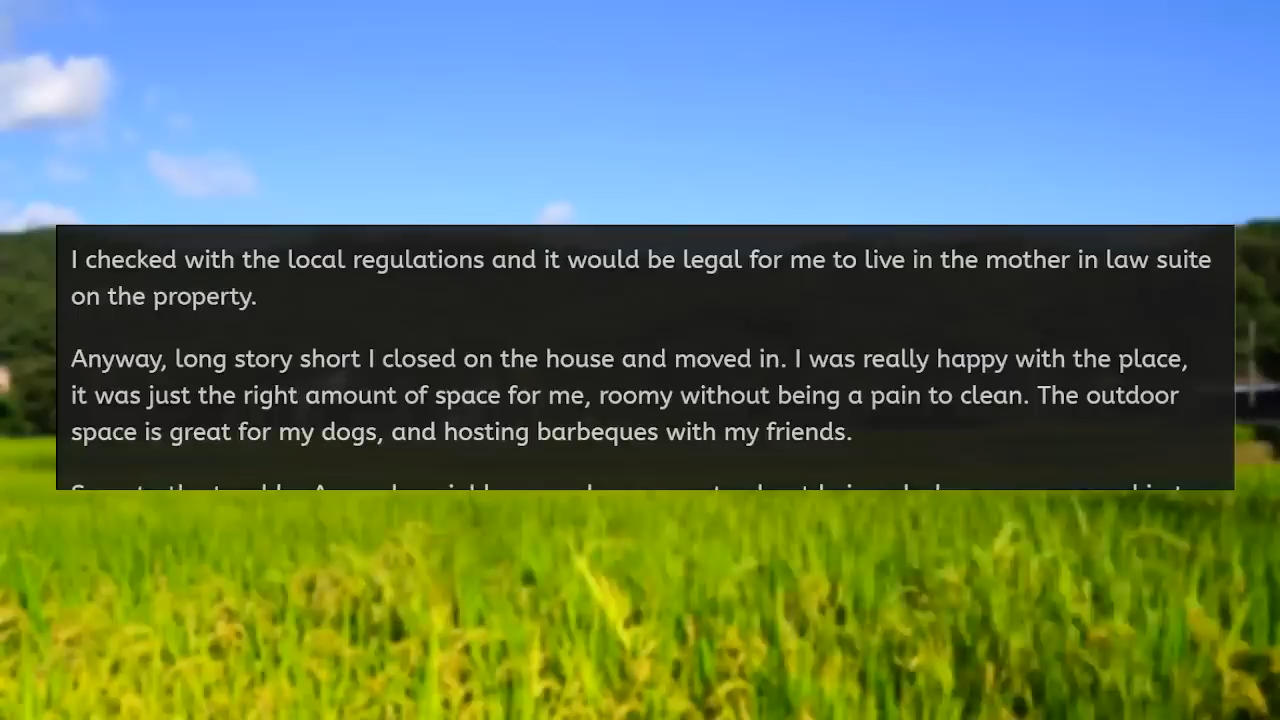 I checked with the local regulations and it would be legal for me to live in the mother in law suite
on the property.
Anyway, long story short I closed on the house and moved in. I was really happy with the place,
it was just the right amount of space for me, roomy without being a pain to clean. The outdoor
space is great for my dogs, and hosting barbeques with my friends.